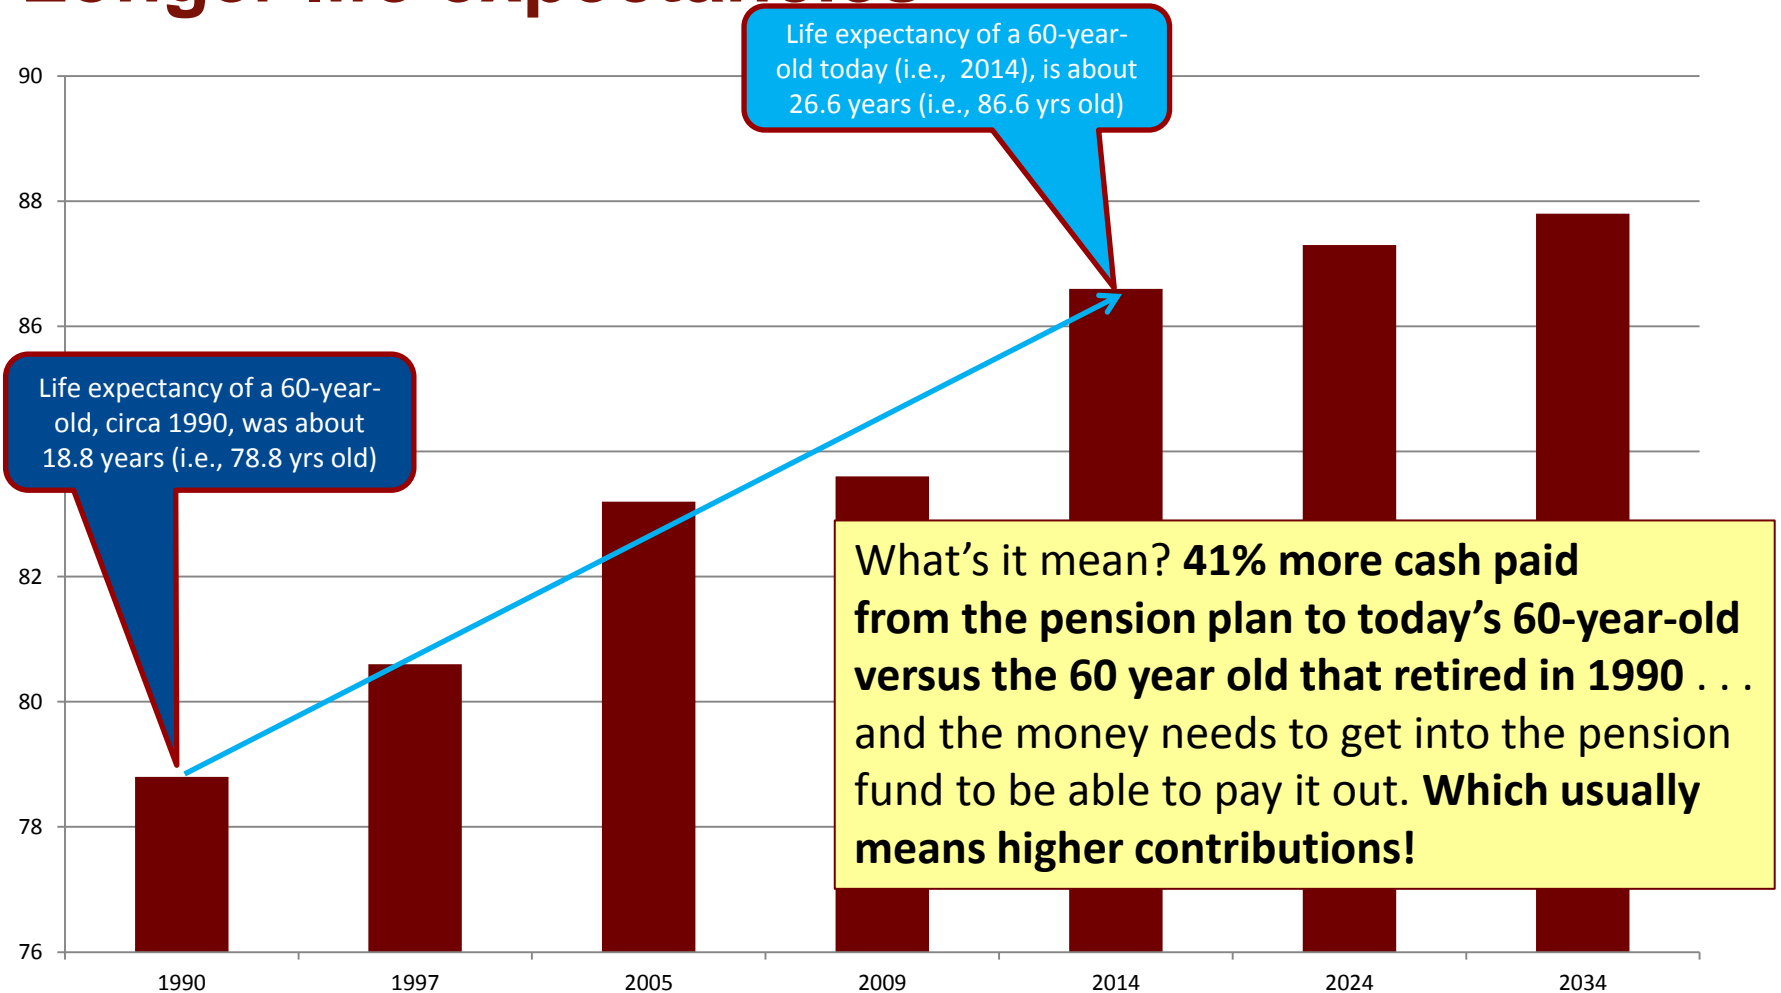 Longer life expectancies
Life expectancy of a 60-year-
old today (i.e., 2014), is about
26.6 years (i.e., 86.6 yrs old)
90
88
86
Life expectancy of a 60-year-
old, circa 1990, was about
18.8 years (i.e., 78.8 yrs old)
82
80
78
76
What's it mean? 41% more cash paid
from the pension plan to today's 60-year-old
versus the 60 year old that retired in 1990 . . .
and the money needs to get into the pension
fund to be able to pay it out. Which usually
means higher contributions!
1990 1997 2005 2009 2014 2024 2034